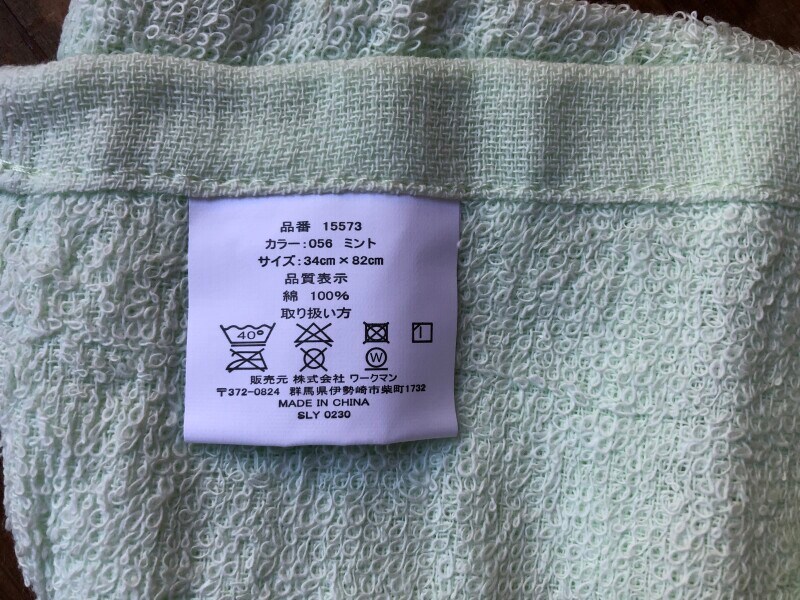 品番 15573
カラー:056 ミント
サイズ:34cm×82cm
品質表示
綿 100%
取り扱い方
40°
W
販売元 株式会社 ワークマン
〒372-0824 群馬県伊勢崎市柴町1732
MADE IN CHINA
SLY 0230